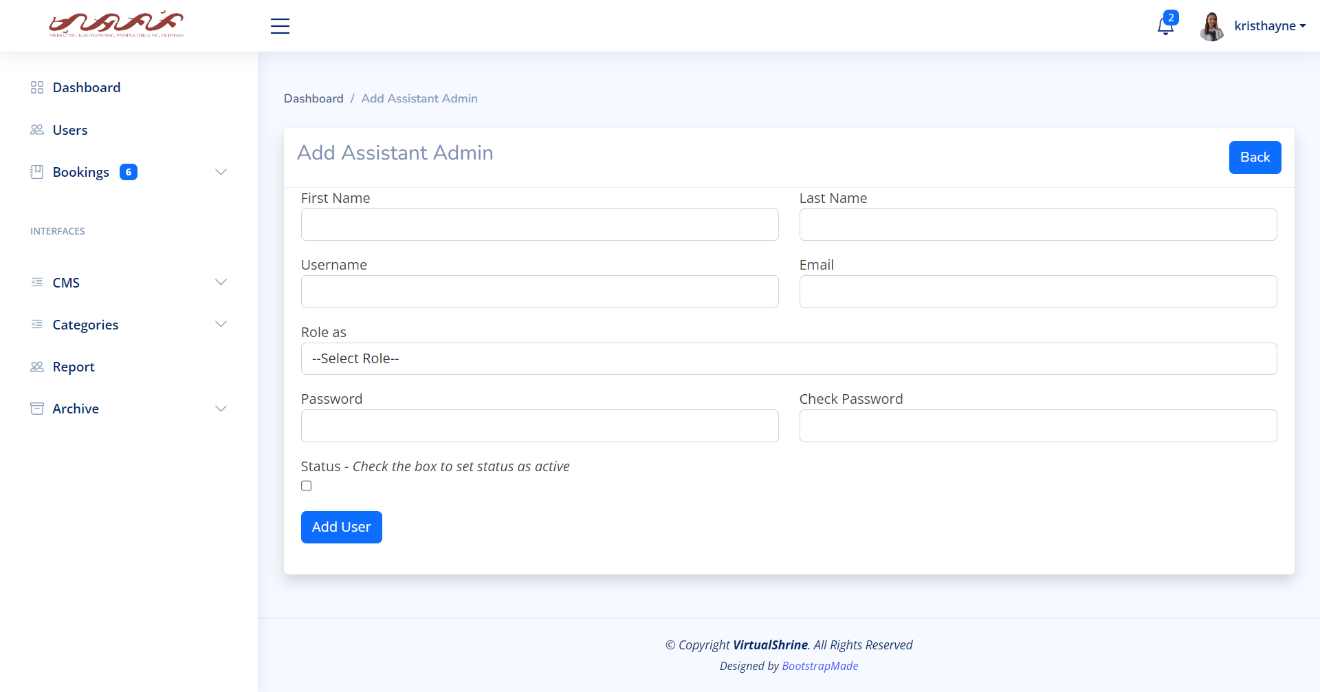 2
kristhayne
Dashboard
Users
Bookings 6
INTERFACES
CMS
Categories
Report
Archive
Dashboard / Add Assistant Admin
Add Assistant Admin
Back
First Name
Last Name
Username
Email
Role as
--Select Role--
Password
Check Password
Status - Check the box to set status as active
Add User
© Copyright VirtualShrine. All Rights Reserved
Designed by BootstrapMade